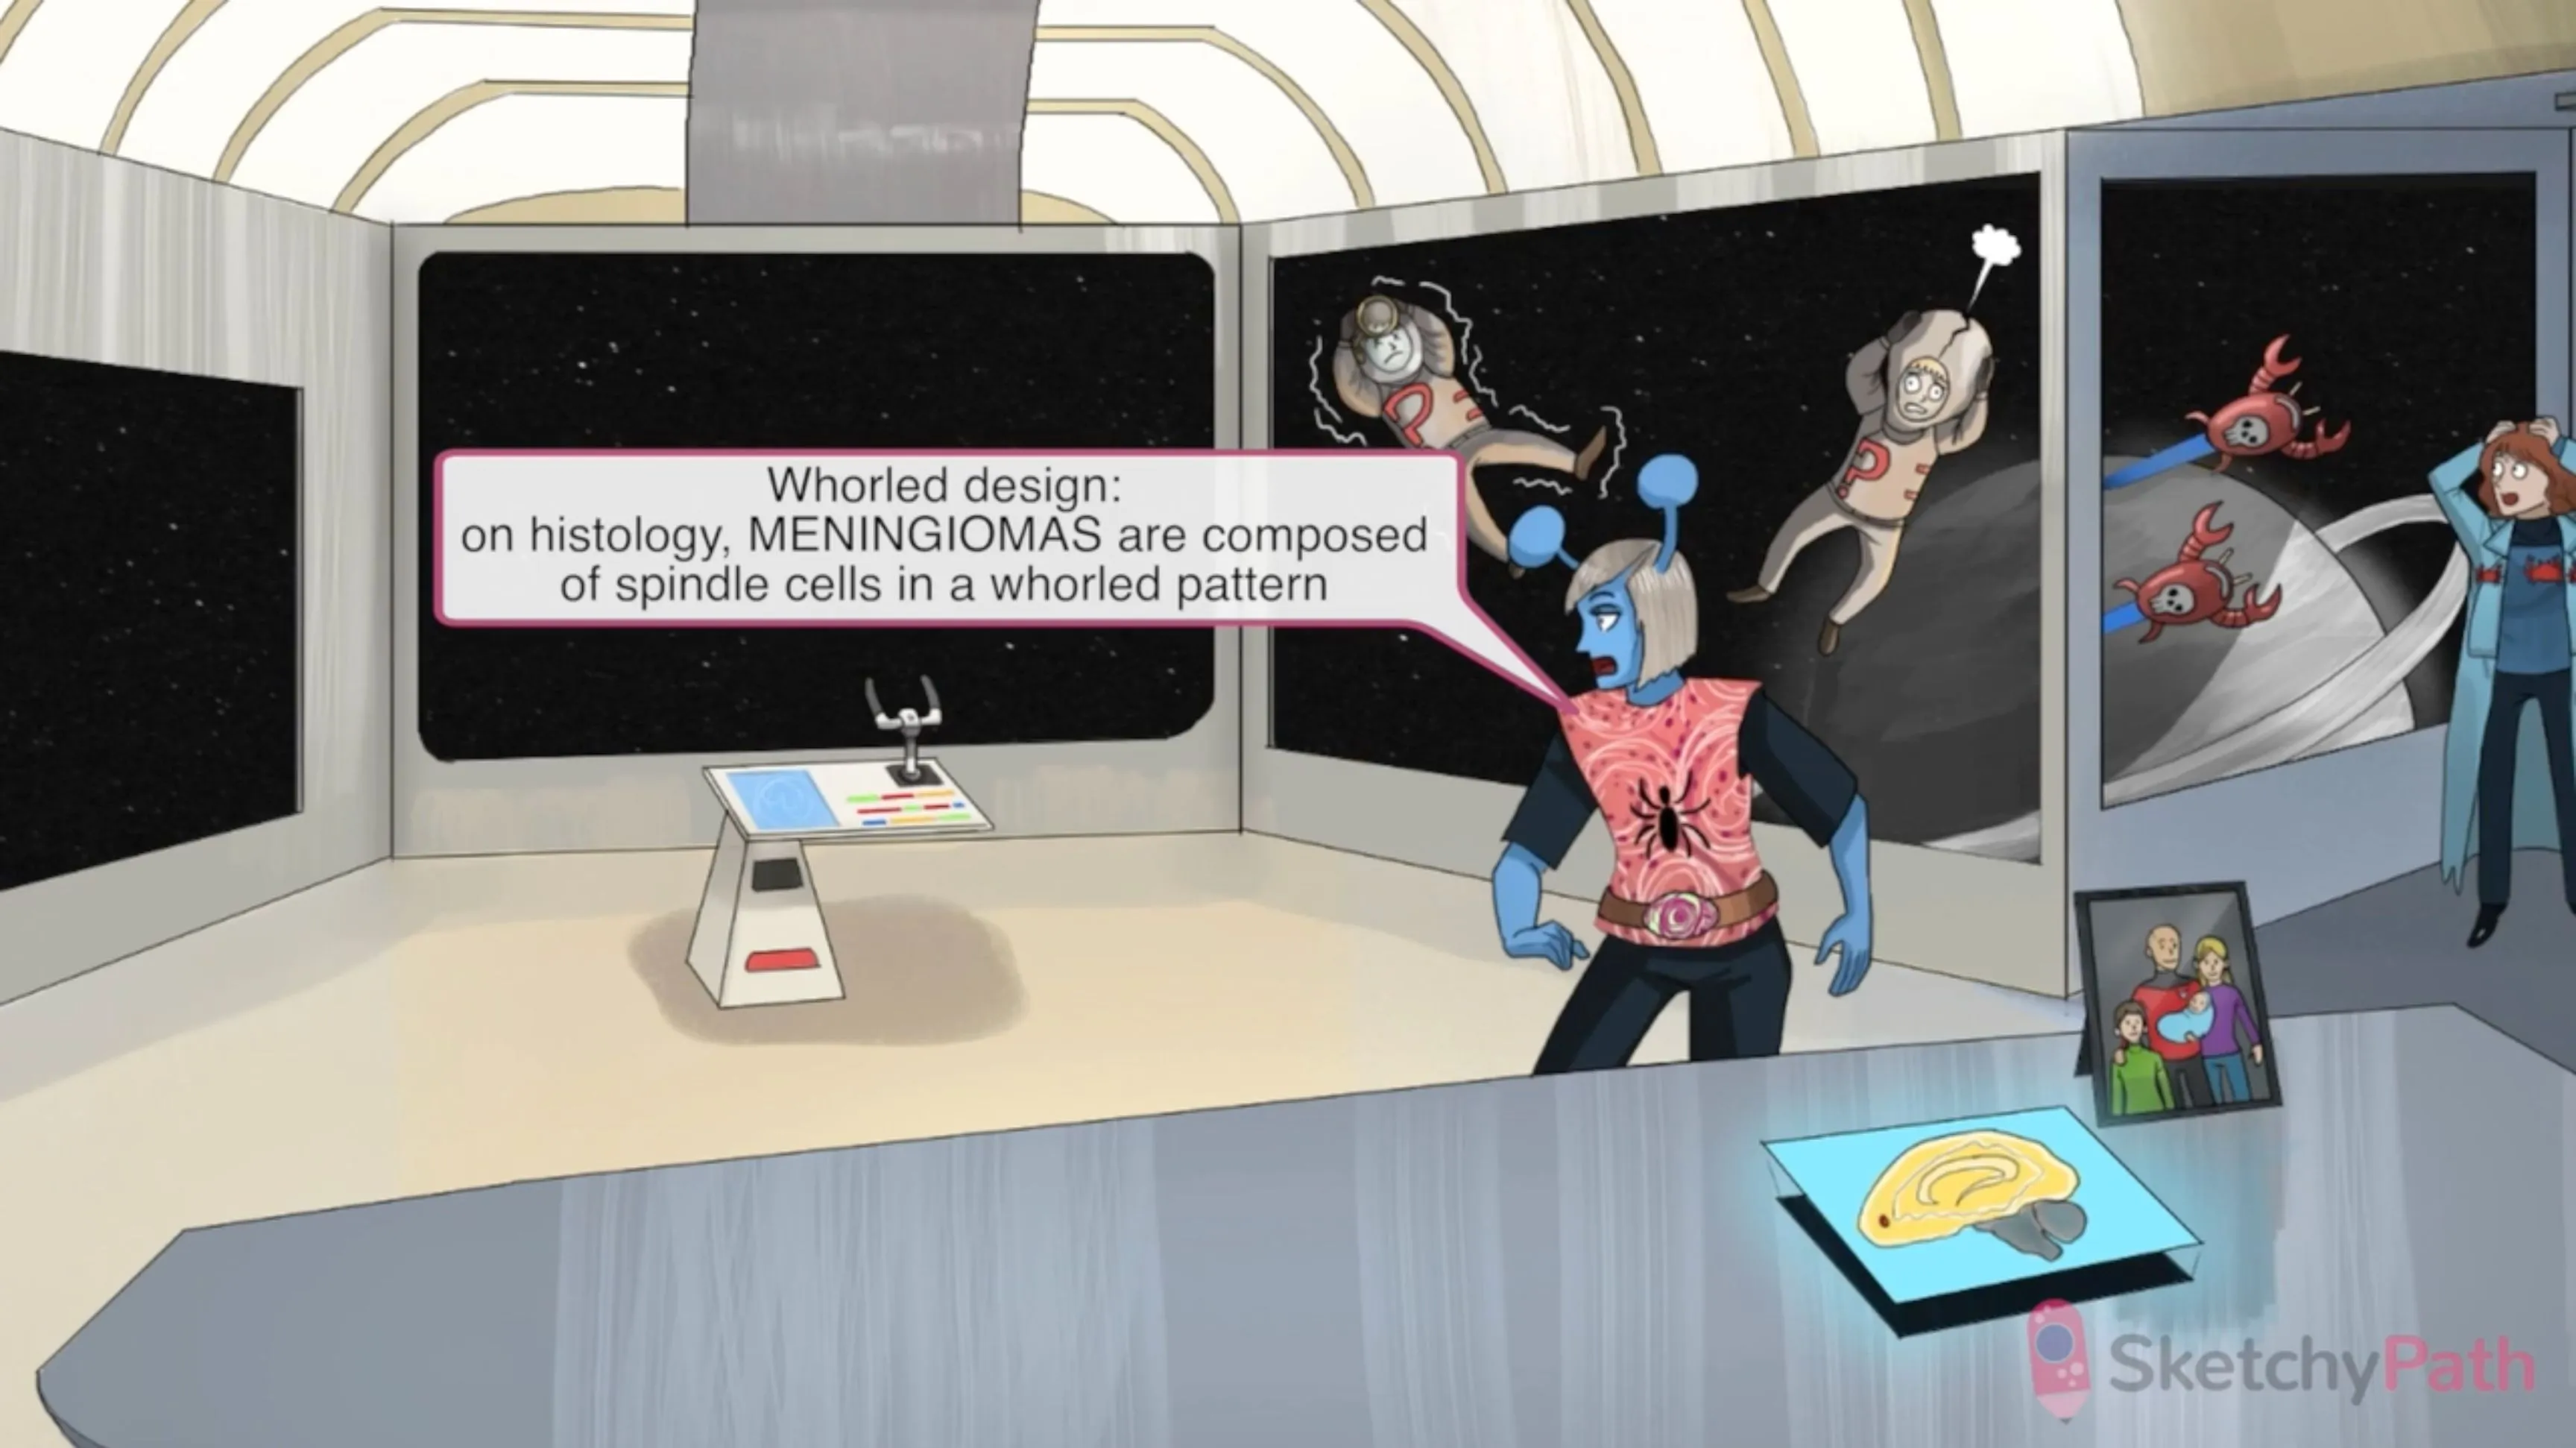 Whorled design:
on histology, MENINGIOMAS are composed
of spindle cells in a whorled pattern
SketchyPath